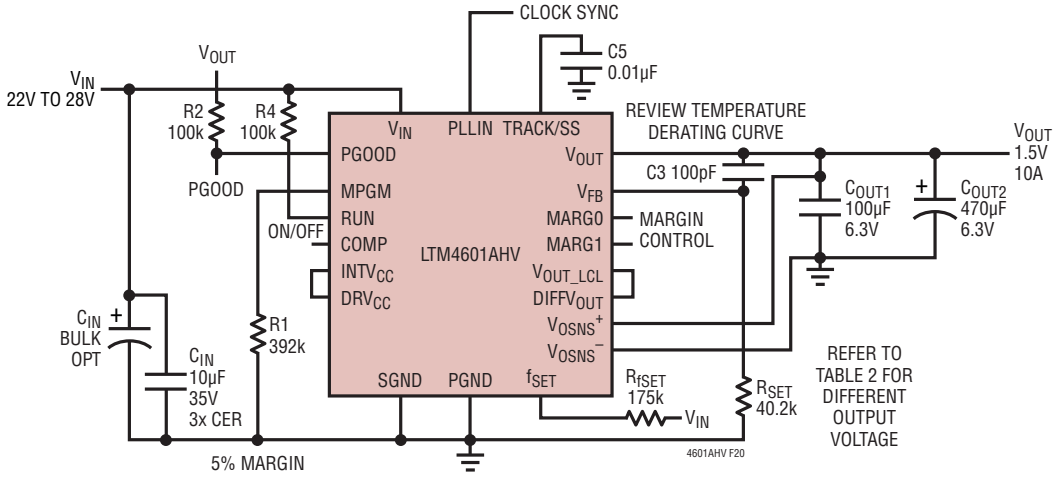 CLOCK SYNC
C5
0.01µF
VOUT
VIN
22V TO 28V
R2
100k
R4
100k
PGOOD
ON/OFF
VIN
PLLIN
TRACK/SS
PGOOD
MPGM
RUN
COMP
INTVCC
DRVCC
LTM4601AHV
VOUT
VFB
MARG0
MARG1
VOUT_LCL
DIFFVOUT
VOSNS+
VOSNS–
SGND
PGND
fSET
REVIEW TEMPERATURE
DERATING CURVE
C3 100pF
MARGIN
CONTROL
VOUT
1.5V
10A
COUT1
100µF
6.3V
+
COUT2
470µF
6.3V
CIN
BULK
OPT
+
CIN
10µF
35V
3x CER
R1
392k
5% MARGIN
RfSET
175k
VIN
RSET
40.2k
REFER TO
TABLE 2 FOR
DIFFERENT
OUTPUT
VOLTAGE
4601AHV F20